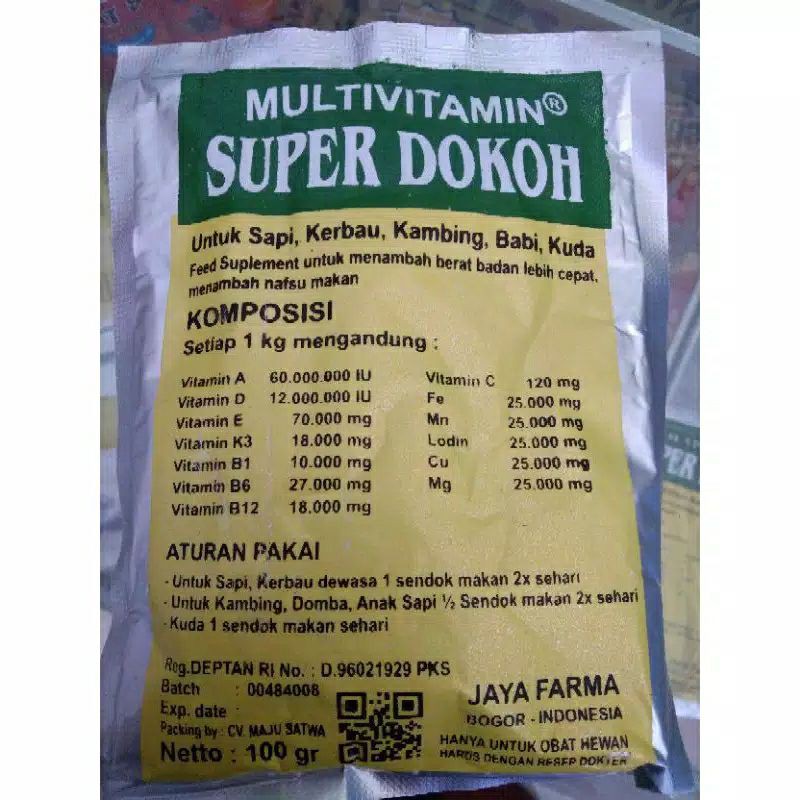 MULTIVITAMIN®
SUPER DOKOH
Untuk Sapi, Kerbau, Kambing, Babi, Kuda
Feed Suplement untuk menambah berat badan lebih cepat,
menambah nafsu makan
KOMPOSISI
Setiap 1 kg mengandung :
Vitamin A 60.000.000 IU
Vitamin D 12.000.000 IU
Vitamin E 70.000 mg
Vitamin K3 18.000 mg
Vitamin B1 10.000 mg
Vitamin B6 27.000 mg
Vitamin B12 18.000 mg
Vitamin C 120 mg
Fe 25.000 mg
Mn 25.000 mg
Lodin 25.000 mg
Cu 25.000 mg
Mg 25.000 mg
ATURAN PAKAI
- Untuk Sapi, Kerbau dewasa 1 sendok makan 2x sehari
- Untuk Kambing, Domba, Anak Sapi ½ Sendok makan 2x sehari
- Kuda 1 sendok makan sehari
Reg.DEPTAN RI No. : D.96021929 PKS
Batch : 00484008
Exp. date :
Packing by : CV. MAJU SATWA
Netto : 100 gr
JAYA FARMA
BOGOR - INDONESIA
HANYA UNTUK OBAT HEWAN
HARUS DENGAN RESEP DOKTER
PER